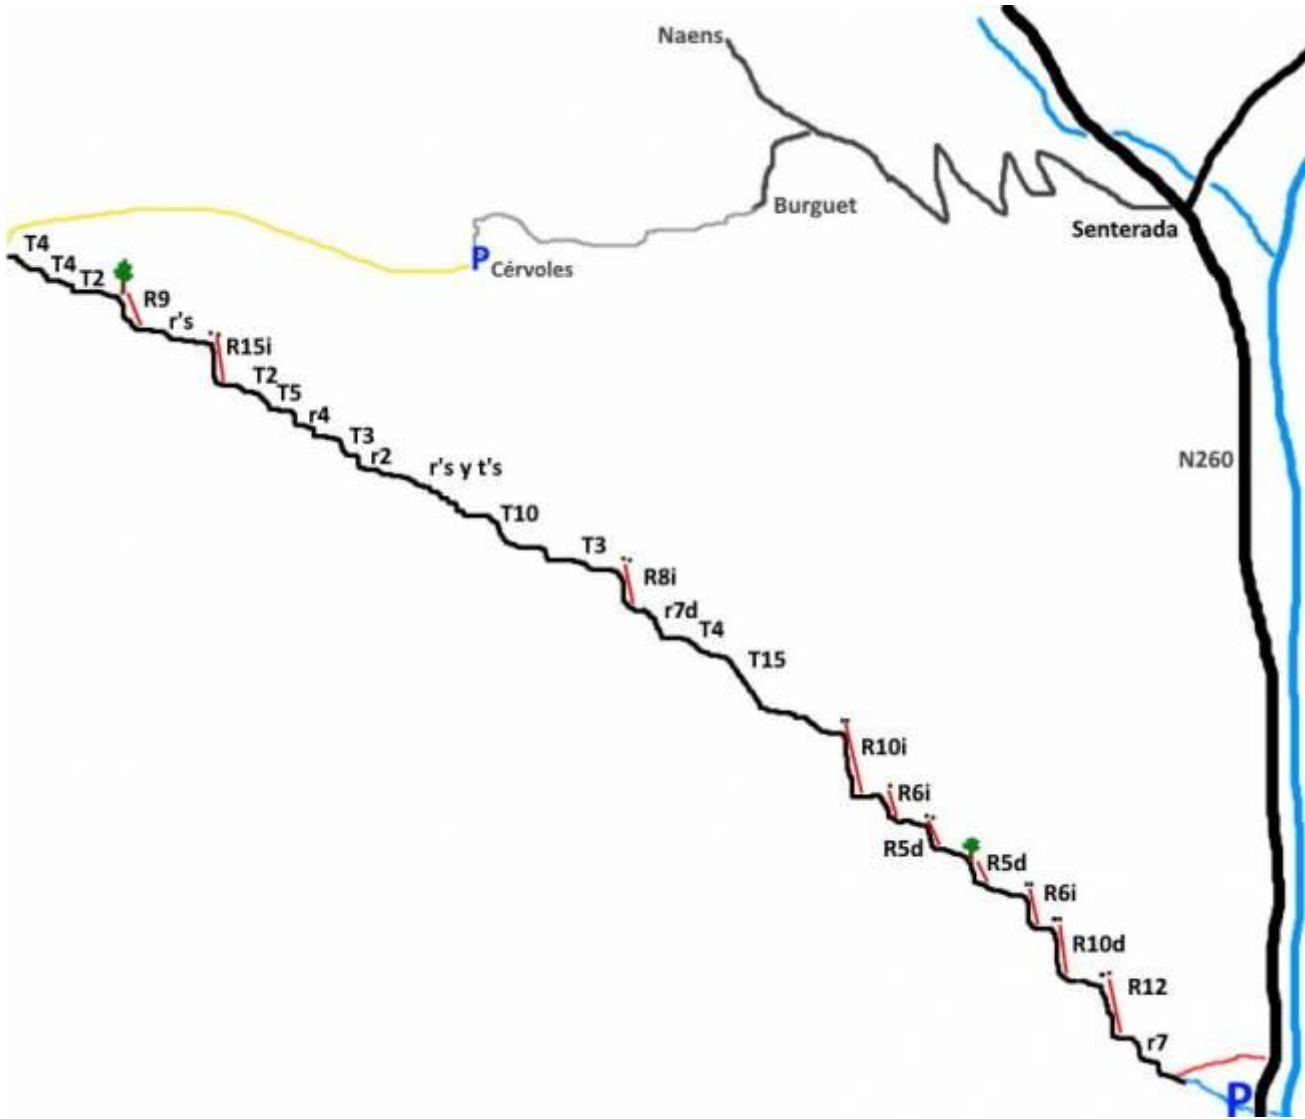 Naens
Burguet
Senterada
P Cérvoles
T4
T4
T2
R9
r's
R15i
T2
T5
r4
T3
r2
r's y t's
N260
T10
T3
R8i
r7d
T4
T15
R10i
R6i
R5d
R5d
R6i
R10d
R12
r7
P